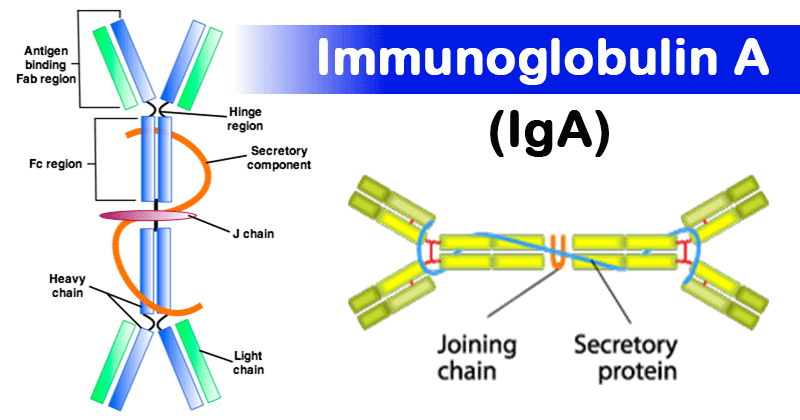 Immunoglobulin A
(IgA)
Antigen
binding
Fab region
Hinge
region
Fc region
Secretory
component
J chain
Heavy
chain
Light
chain
Joining
chain
Secretory
protein